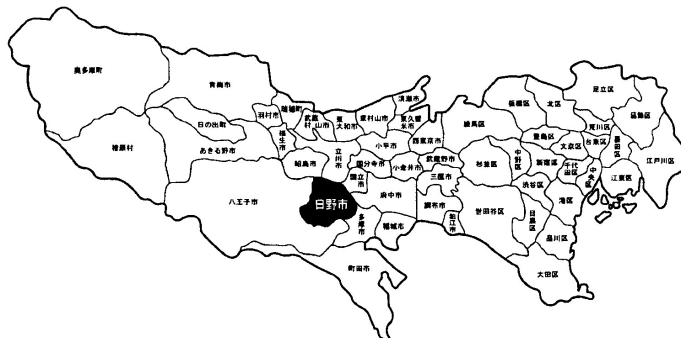 奥多摩町
青梅市
檜原村
日の出町
あきる野市
八王子市
羽村市
瑞穂町
福生市
昭島市
武蔵村山市
東大和市
立川市
東村山市
清瀬市
東久留米市
小平市
西東京市
国分寺市
小金井市
武蔵野市
国立市
三鷹市
府中市
調布市
狛江市
日野市
多摩市
稲城市
町田市
練馬区
板橋区
北区
足立区
葛飾区
荒川区
豊島区
文京区
台東区
墨田区
江戸川区
杉並区
中野区
新宿区
千代田区
中央区
江東区
渋谷区
港区
世田谷区
目黒区
品川区
大田区